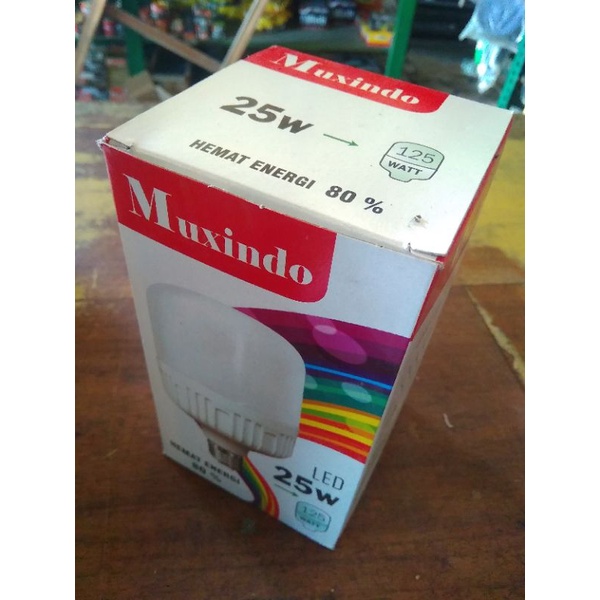 Muxindo
25W → 125
WATT
HEMAT ENERGI 80 %
Muxindo
HEMAT ENERGI
80 %
LED
25W
125
WATT